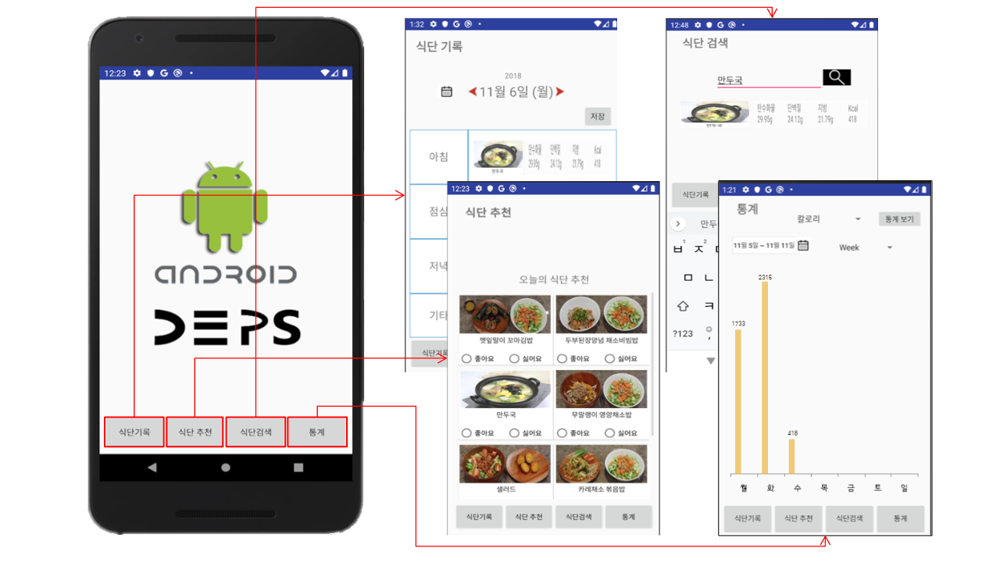 12:23
ANDROID
DEPS
식단기록 식단 추천 식단검색 통계
1:32
식단 기록
2018
11월 6일 (월)
저장
아침
탄수화물 단백질 지방 Kcal
29.95g 24.12g 21.79g 418
만두국
점심
저녁
기타
식단기록
12:23
식단 추천
오늘의 식단 추천
깻잎말이 꼬마김밥 두부된장양념 채소비빔밥
좋아요 싫어요 좋아요 싫어요
만두국 무말랭이 영양채소밥
좋아요 싫어요 좋아요 싫어요
샐러드 카레채소 볶음밥
식단기록 식단 추천 식단검색 통계
12:48
식단 검색
만두국
탄수화물 단백질 지방 Kcal
29.95g 24.12g 21.79g 418
만두국
식단기록
만두
ㅂ 1 ㅈ 2
ㅁ ㄴ
ㅋ
?123 ,
1:21
통계
칼로리 통계 보기
11월 5일 ~ 11월 11일 Week
2315
1733
418
월 화 수 목 금 토 일
식단기록 식단 추천 식단검색 통계